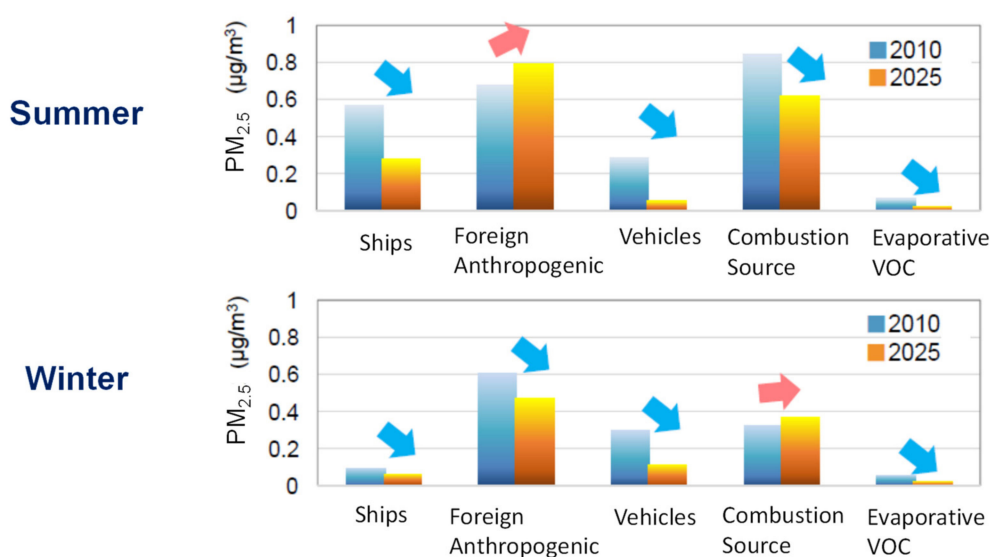 Summer
PM2.5 (μg/m³)
1
0.8
0.6
0.4
0.2
0
2010
2025
Ships
Foreign
Anthropogenic
Vehicles
Combustion
Source
Evaporative
VOC
Winter
PM2.5 (μg/m³)
1
0.8
0.6
0.4
0.2
0
2010
2025
Ships
Foreign
Anthropogenic
Vehicles
Combustion
Source
Evaporative
VOC